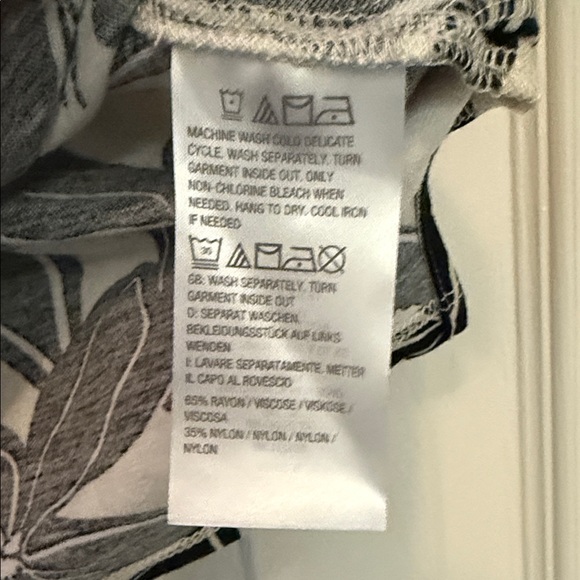 MACHINE WASH COLD DELICATE
CYCLE. WASH SEPARATELY. TURN
GARMENT INSIDE OUT. ONLY
NON-CHLORINE BLEACH WHEN
NEEDED. HANG TO DRY. COOL IRON
IF NEEDED
30
GB: WASH SEPARATELY. TURN
GARMENT INSIDE OUT
D: SEPARAT WASCHEN.
BEKLEIDUNGSSTÜCK AUF LINKS
WENDEN
I: LAVARE SEPARATAMENTE. METTER
IL CAPO AL ROVESCIO
65% RAYON / VISCOSE / VISKOSE /
VISCOSA
35% NYLON / NYLON / NYLON /
NYLON